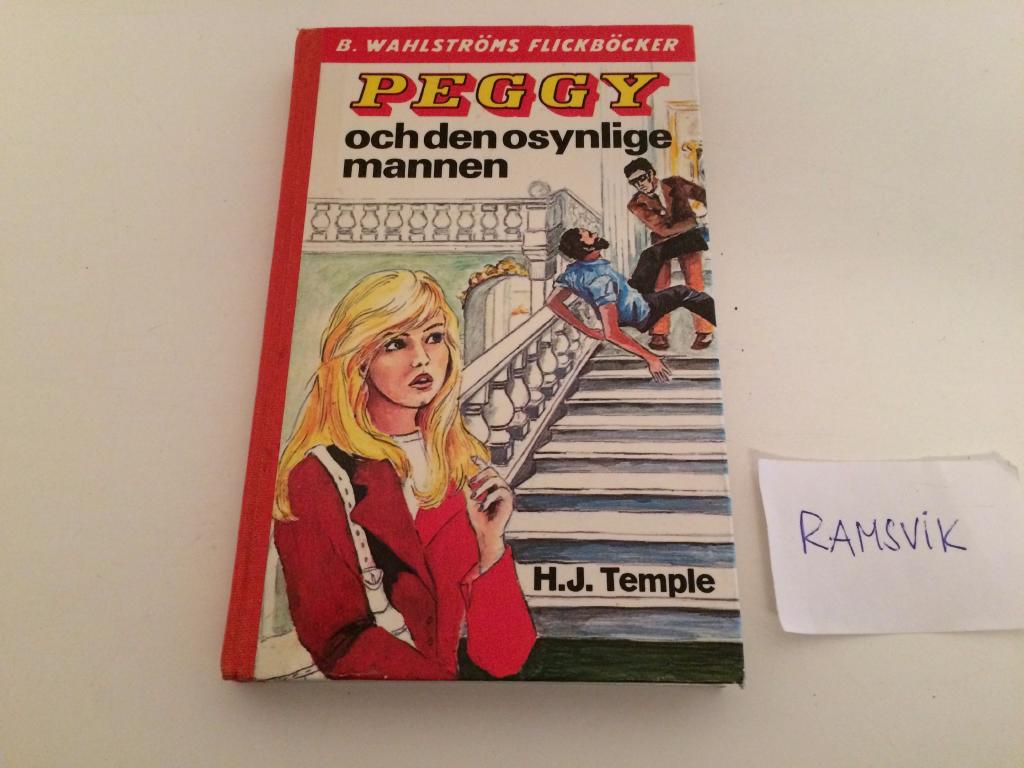 B. WAHLSTRÖMS FLICKBÖCKER
PEGGY
och den osynlige
mannen
H.J. Temple
RAMSVIK